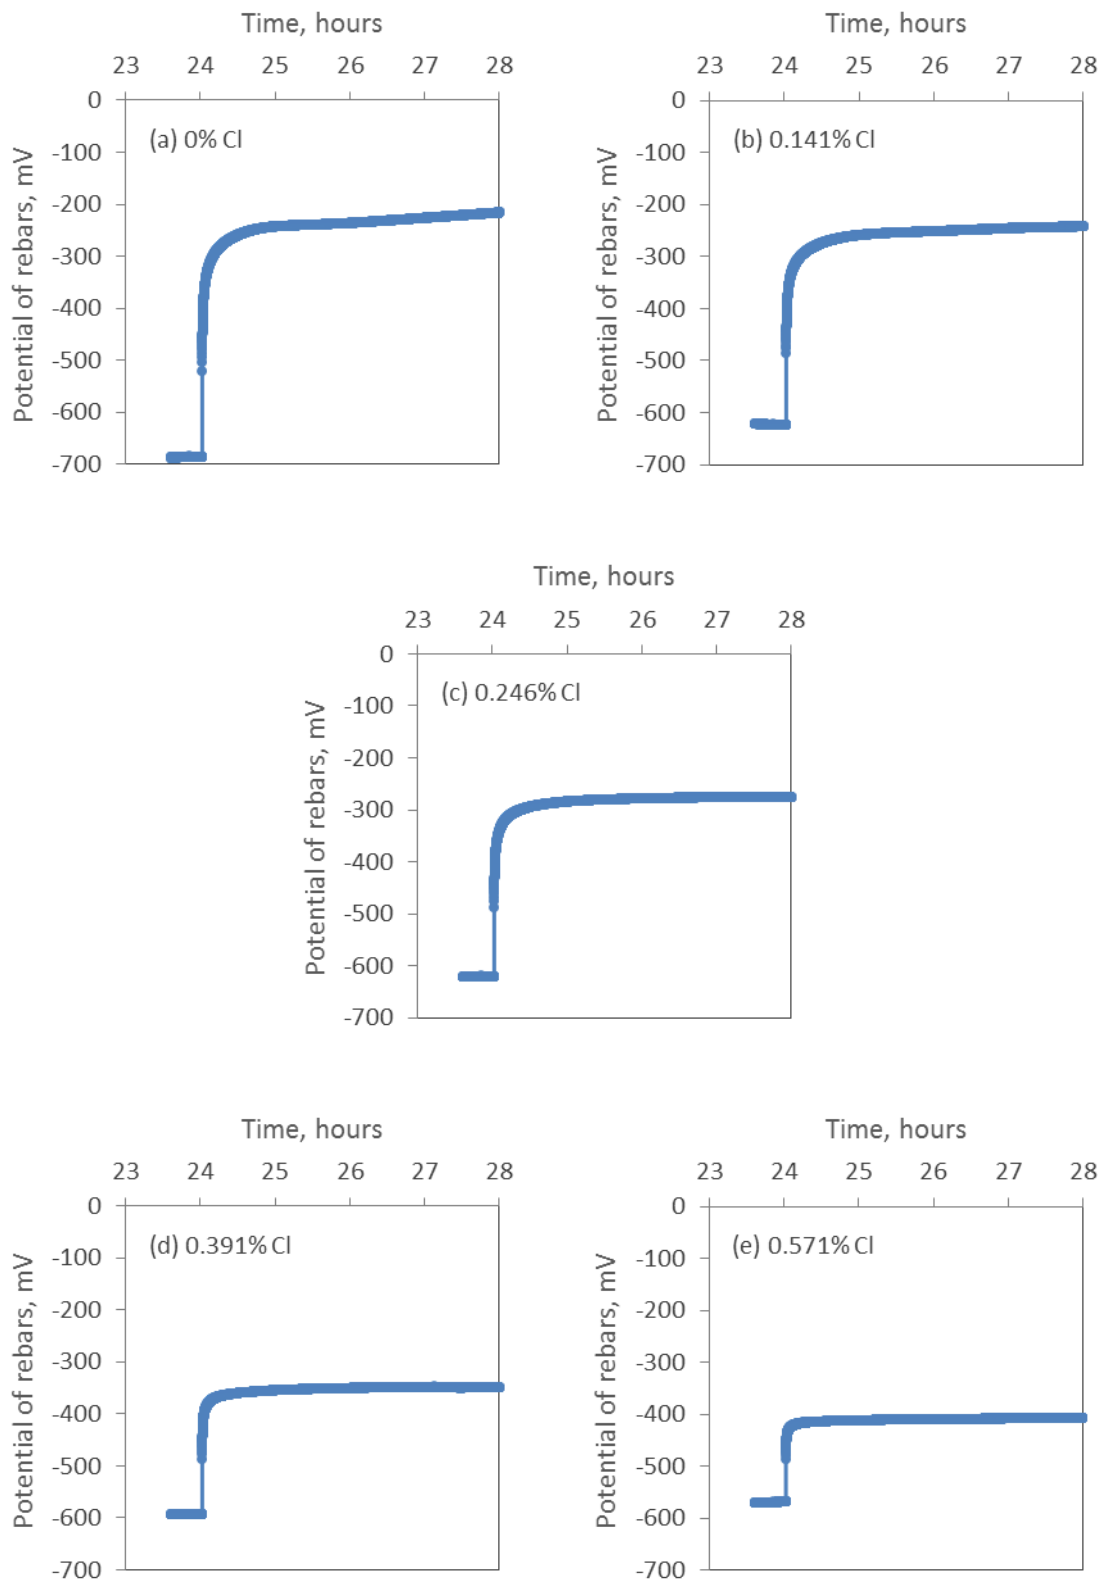 Time, hours
23 24 25 26 27 28
0
(a) 0% Cl
-100
-200
-300
-400
-500
-600
-700
Potential of rebars, mV
Time, hours
23 24 25 26 27 28
0
(b) 0.141% Cl
-100
-200
-300
-400
-500
-600
-700
Potential of rebars, mV
Time, hours
23 24 25 26 27 28
0
(c) 0.246% Cl
-100
-200
-300
-400
-500
-600
-700
Potential of rebars, mV
Time, hours
23 24 25 26 27 28
0
(d) 0.391% Cl
-100
-200
-300
-400
-500
-600
-700
Potential of rebars, mV
Time, hours
23 24 25 26 27 28
0
(e) 0.571% Cl
-100
-200
-300
-400
-500
-600
-700
Potential of rebars, mV